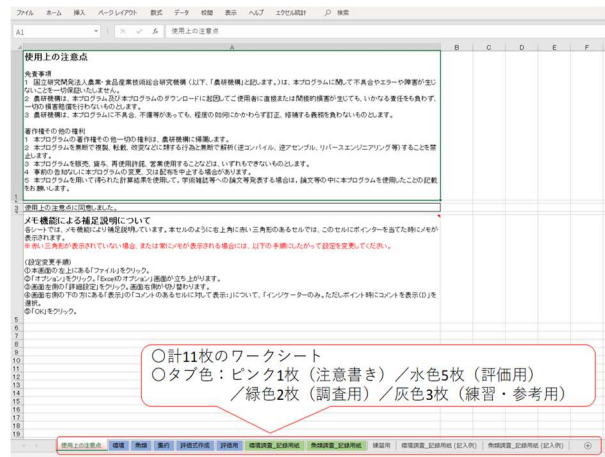 ファイル ホーム 挿入 ページレイアウト 数式 データ 校閲 表示 ヘルプ エクセル統計 検索
A1 fx 使用上の注意点
A B C D E F
使用上の注意点
免責事項
1 国立研究開発法人農業・食品産業技術総合研究機構(以下、「農研機構」と記します。)は、本プログラムに関して不具合やエラーや障害が生じ
ないことを一切保証いたしません。
2 農研機構は、本プログラム及び本プログラムのダウンロードに起因してご使用者に直接または間接的損害が生じても、いかなる責任をも負わず、
一切の損害賠償を行わないものとします。
3 農研機構は、本プログラムに不具合、不備等があっても、程度の如何にかかわらず訂正、修補する義務を負わないものとします。
著作権その他の権利
1 本プログラムの著作権その他一切の権利は、農研機構に帰属します。
2 本プログラムを無断で複製、転載、改変などに類する行為と無断で解析(逆コンパイル、逆アセンブル、リバースエンジニアリング等)することを禁
止します。
3 本プログラムを販売、貸与、再使用許諾、営業使用することなどは、いずれもできないものとします。
4 事前の告知なしに本プログラムの変更、又は配布を中止する場合があります。
5 本プログラムを用いて得られた計算結果を使用して、学術雑誌等への論文等発表する場合は、論文等の中に本プログラムを使用したことの記載
をお願いします。
1
3 使用上の注意点に同意しました。
メモ機能による補足説明について
各シートでは、メモ機能により補足説明しています。本セルのように右上角に赤い三角形のあるセルでは、このセルにポインターを当てた時にメモが
表示されます。
※赤い三角形が表示されていない場合、または常にメモが表示される場合には、以下の手順にしたがって設定を変更してください。
(設定変更手順)
①本画面の左上にある「ファイル」をクリック。
②「オプション」をクリック。「Excelのオプション」画面が立ち上がります。
③画面左側の「詳細設定」をクリック。画面右側が切り替わります。
④画面右側の下の方にある「表示」の「コメントのあるセルに対して表示:」について、「インジケーターのみ。ただしポイント時にコメントを表示(I)」を
選択。
⑤「OK」をクリック。
5
6
7
8
9
10
11
12
13
14
15
16
17
18
19
○計11枚のワークシート
○タブ色:ピンク1枚(注意書き)/水色5枚(評価用)
/緑色2枚(調査用)/灰色3枚(練習・参考用)
使用上の注意点 環境 魚類 集約 評価式作成 評価用 環境調査_記録用紙 魚類調査_記録用紙 練習用 環境調査_記録用紙(記入例) 魚類調査_記録用紙(記入例)